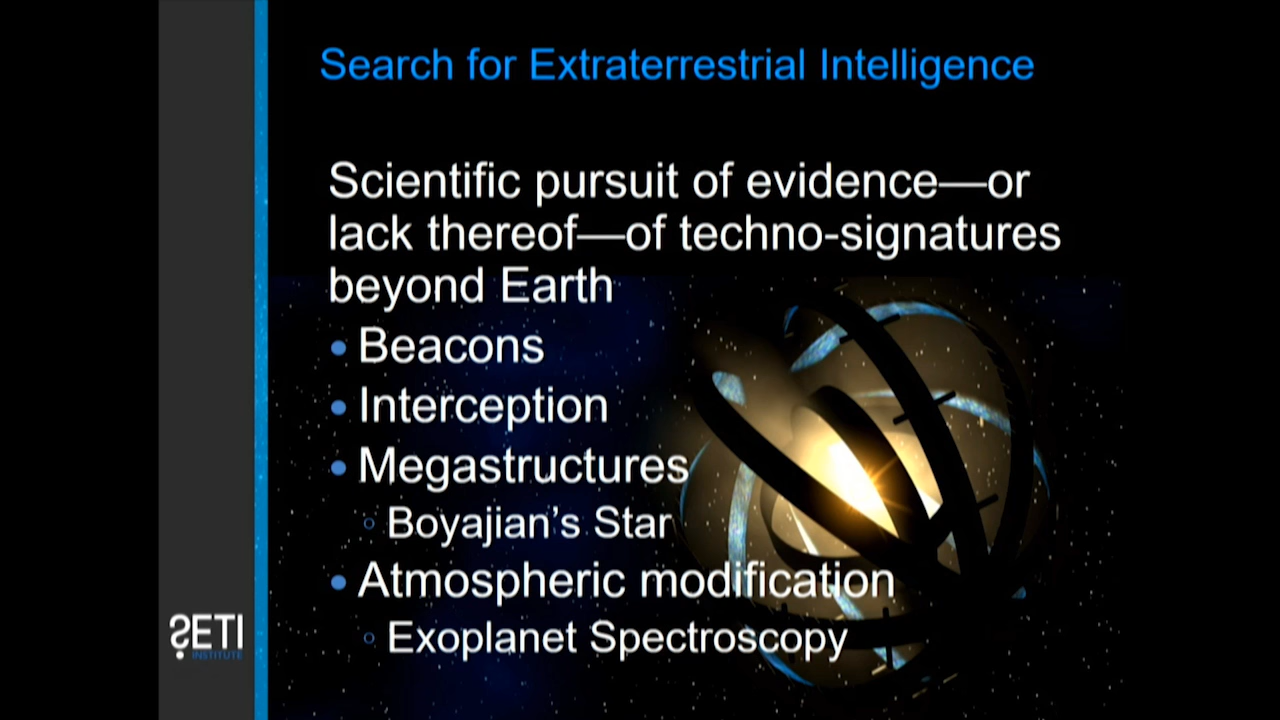 Search for Extraterrestrial Intelligence
Scientific pursuit of evidence—or
lack thereof—of techno-signatures
beyond Earth
• Beacons
• Interception
• Megastructures
○ Boyajian's Star
• Atmospheric modification
○ Exoplanet Spectroscopy
SETI
INSTITUTE